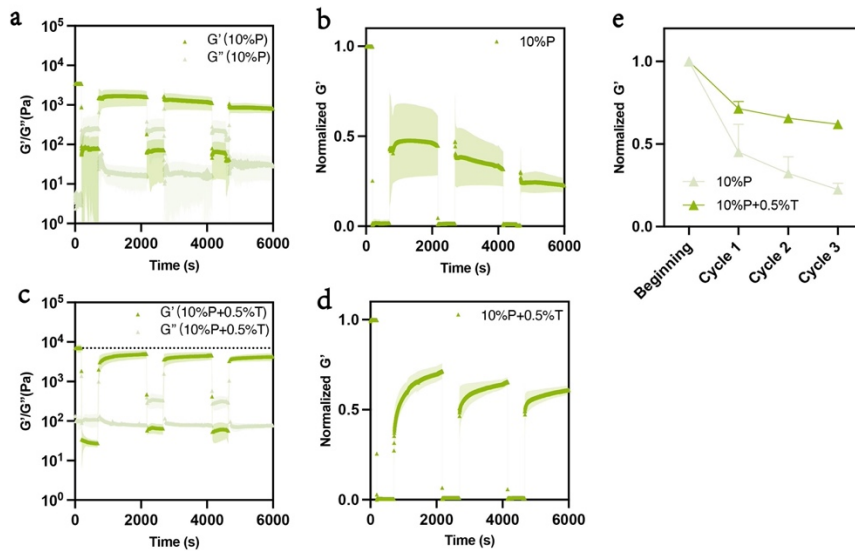 a
G' (10%P)
G'' (10%P)
G'/G''(Pa)
10⁵
10⁴
10³
10²
10¹
10⁰
0 2000 4000 6000
Time (s)
b
10%P
Normalized G'
1.0
0.5
0.0
0 2000 4000 6000
Time (s)
e
Normalized G'
1.0
0.5
0.0
10%P
10%P+0.5%T
Beginning
Cycle 1
Cycle 2
Cycle 3
c
G' (10%P+0.5%T)
G'' (10%P+0.5%T)
G'/G''(Pa)
10⁵
10⁴
10³
10²
10¹
10⁰
0 2000 4000 6000
Time (s)
d
10%P+0.5%T
Normalized G'
1.0
0.5
0.0
0 2000 4000 6000
Time (s)